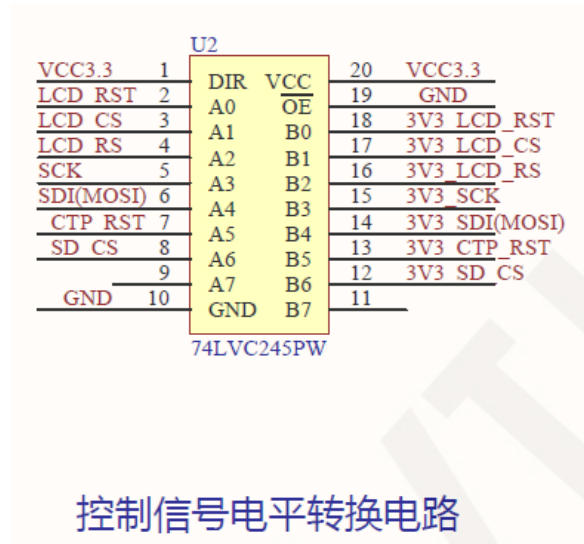 U2
VCC3.3 1 DIR VCC 20 VCC3.3
LCD_RST 2 A0 OE 19 GND
LCD_CS 3 A1 B0 18 3V3_LCD_RST
LCD_RS 4 A2 B1 17 3V3_LCD_CS
SCK 5 A3 B2 16 3V3_LCD_RS
SDI(MOSI) 6 A4 B3 15 3V3_SCK
CTP_RST 7 A5 B4 14 3V3_SDI(MOSI)
SD_CS 8 A6 B5 13 3V3_CTP_RST
9 A7 B6 12 3V3_SD_CS
GND 10 GND B7 11
74LVC245PW
控制信号电平转换电路